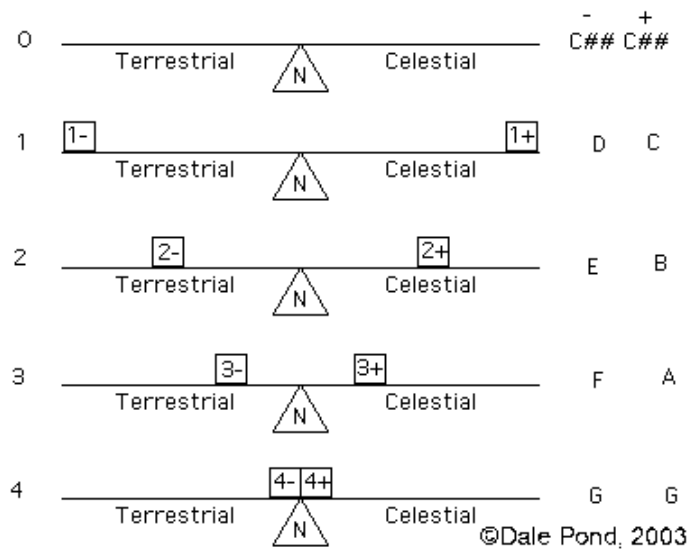 - +
0 C## C##
Terrestrial N Celestial
1- 1+
1 D C
Terrestrial N Celestial
2- 2+
2 E B
Terrestrial N Celestial
3- 3+
3 F A
Terrestrial N Celestial
4- 4+
4 G G
Terrestrial N Celestial
©Dale Pond, 2003